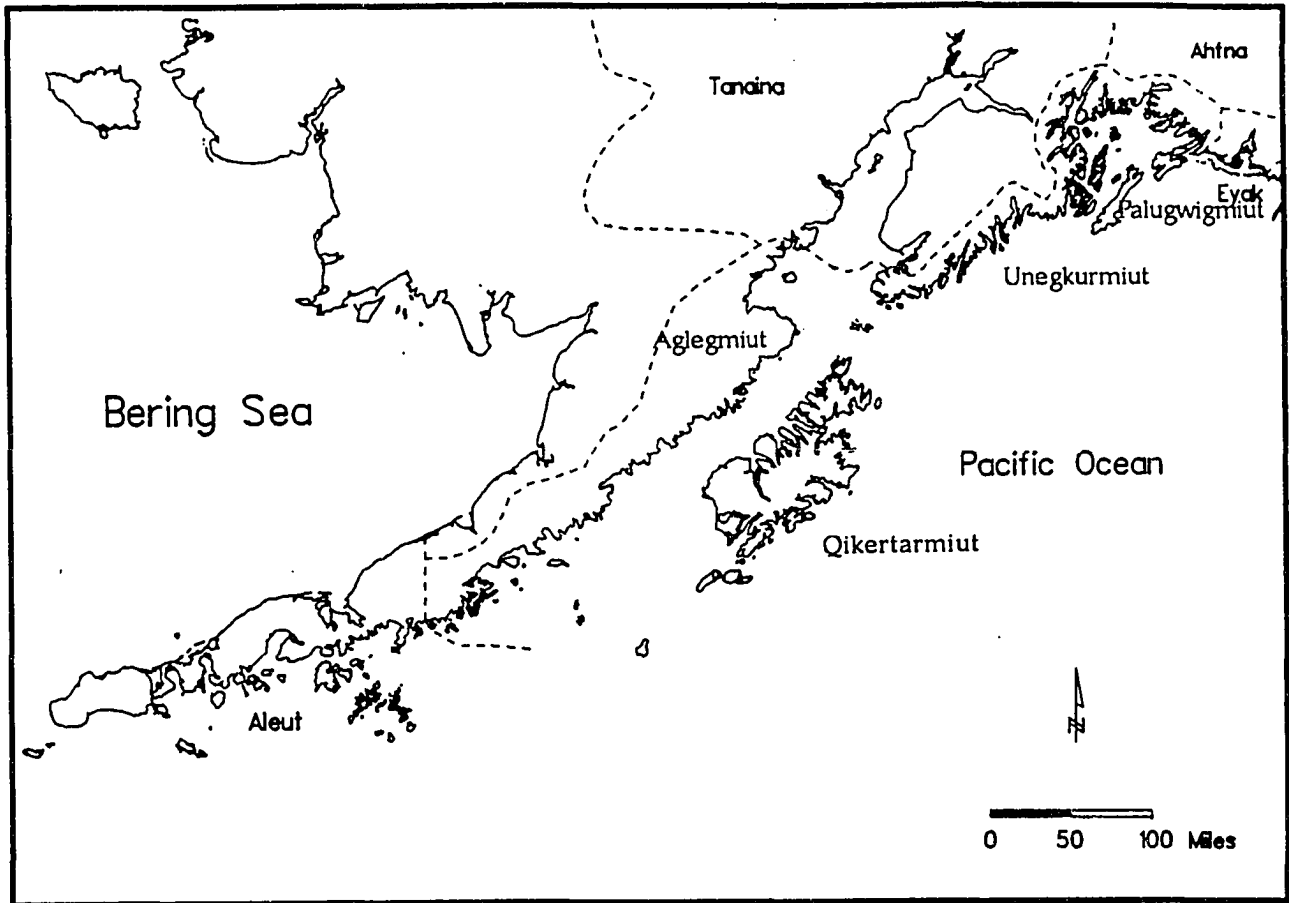 Ahtna
Tanaina
Eyak
Palugwigmiut
Unegkurmiut
Aglegmiut
Bering Sea
Pacific Ocean
Qikertarmiut
Aleut
N
0 50 100 Miles